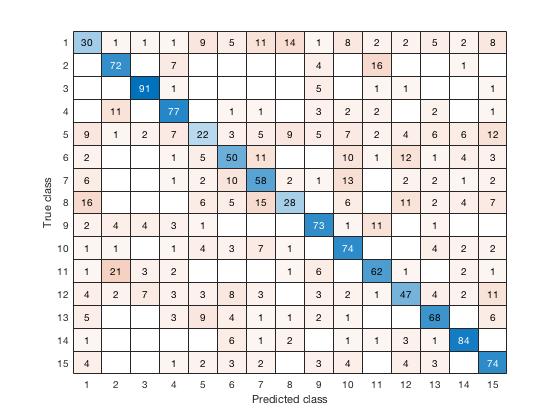 True class
1 30 1 1 1 9 5 11 14 1 8 2 2 5 2 8
2 72 7 4 16 1
3 91 1 5 1 1 1
4 11 77 1 1 3 2 2 2 1
5 9 1 2 7 22 3 5 9 5 7 2 4 6 6 12
6 2 1 5 50 11 10 1 12 1 4 3
7 6 1 2 10 58 2 1 13 2 2 1 2
8 16 6 5 15 28 6 11 2 4 7
9 2 4 4 3 1 73 1 11 1
10 1 1 1 4 3 7 1 74 4 2 2
11 1 21 3 2 1 6 62 1 2 1
12 4 2 7 3 3 8 3 3 2 1 47 4 2 11
13 5 3 9 4 1 1 2 1 68 6
14 1 6 1 2 1 1 3 1 84
15 4 1 2 3 2 3 4 4 3 74
1 2 3 4 5 6 7 8 9 10 11 12 13 14 15
Predicted class